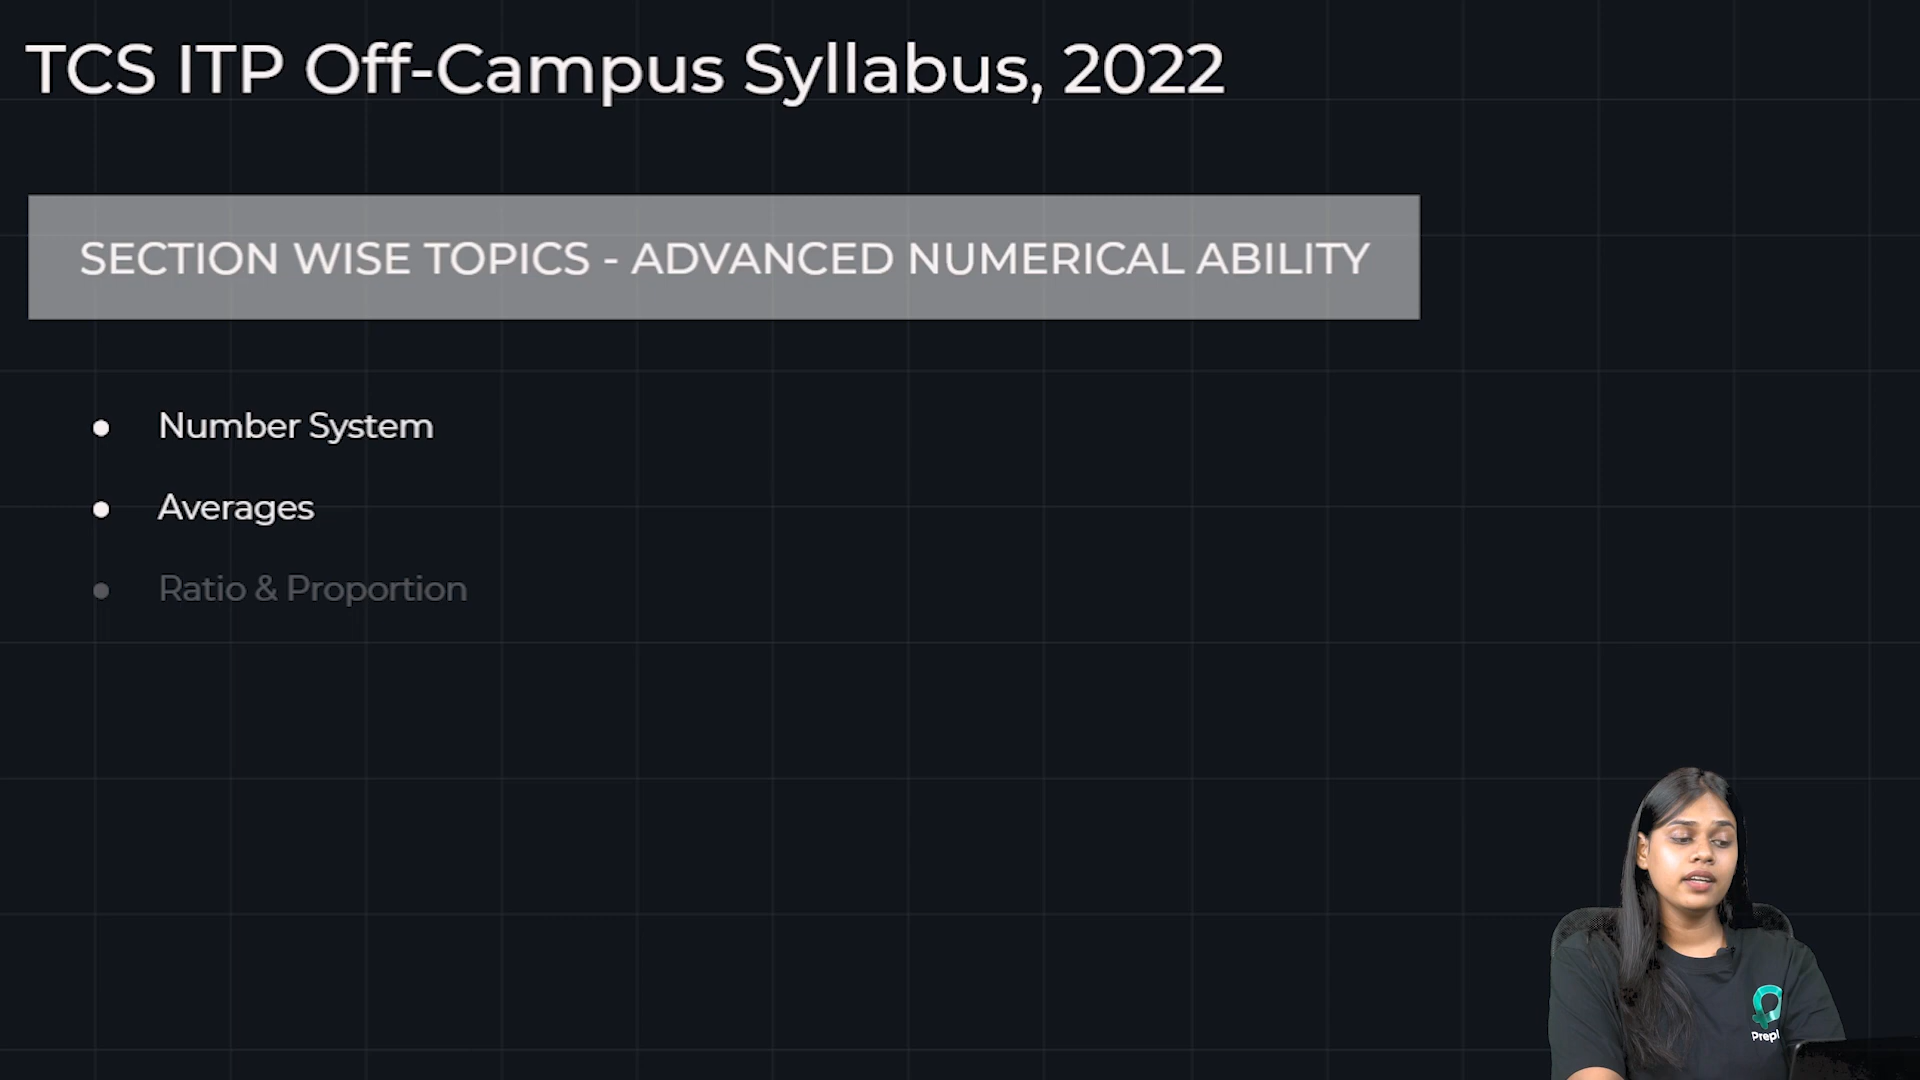 TCS ITP Off-Campus Syllabus, 2022
SECTION WISE TOPICS - ADVANCED NUMERICAL ABILITY
Number System
Averages
Ratio & Proportion